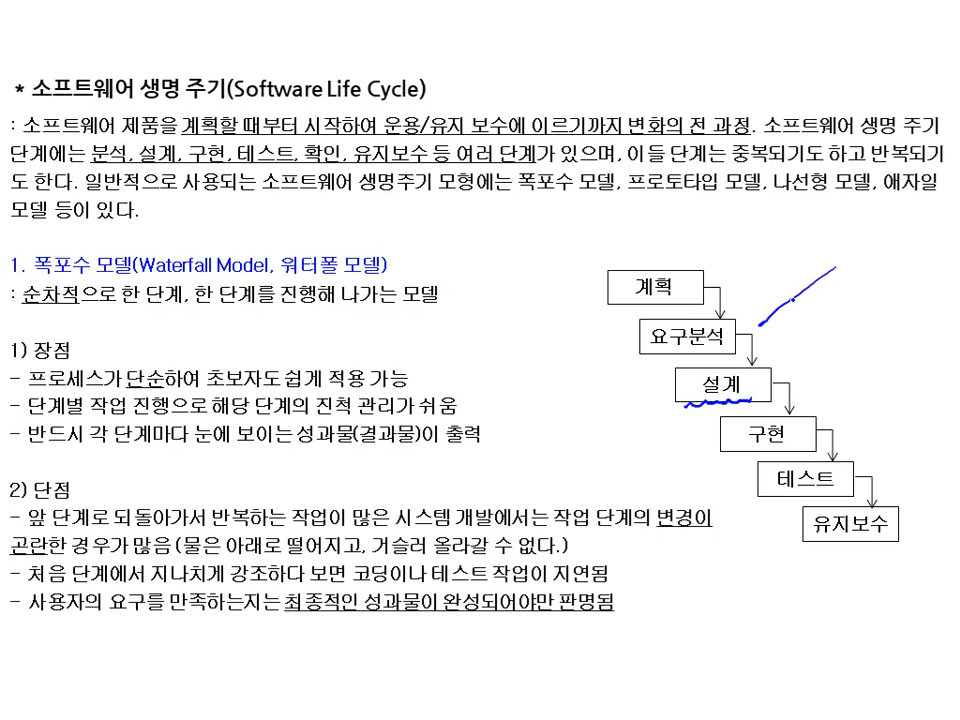 * 소프트웨어 생명 주기(Software Life Cycle)
: 소프트웨어 제품을 계획할 때부터 시작하여 운용/유지 보수에 이르기까지 변화의 전 과정. 소프트웨어 생명 주기
단계에는 분석, 설계, 구현, 테스트, 확인, 유지보수 등 여러 단계가 있으며, 이들 단계는 중복되기도 하고 반복되기
도 한다. 일반적으로 사용되는 소프트웨어 생명주기 모형에는 폭포수 모델, 프로토타입 모델, 나선형 모델, 애자일
모델 등이 있다.
1. 폭포수 모델(Waterfall Model, 워터폴 모델)
: 순차적으로 한 단계, 한 단계를 진행해 나가는 모델
1) 장점
- 프로세스가 단순하여 초보자도 쉽게 적용 가능
- 단계별 작업 진행으로 해당 단계의 진척 관리가 쉬움
- 반드시 각 단계마다 눈에 보이는 성과물(결과물)이 출력
2) 단점
- 앞 단계로 되돌아가서 반복하는 작업이 많은 시스템 개발에서는 작업 단계의 변경이
곤란한 경우가 많음 (물은 아래로 떨어지고, 거슬러 올라갈 수 없다.)
- 처음 단계에서 지나치게 강조하다 보면 코딩이나 테스트 작업이 지연됨
- 사용자의 요구를 만족하는지는 최종적인 성과물이 완성되어야만 판명됨
계획
요구분석
설계
구현
테스트
유지보수